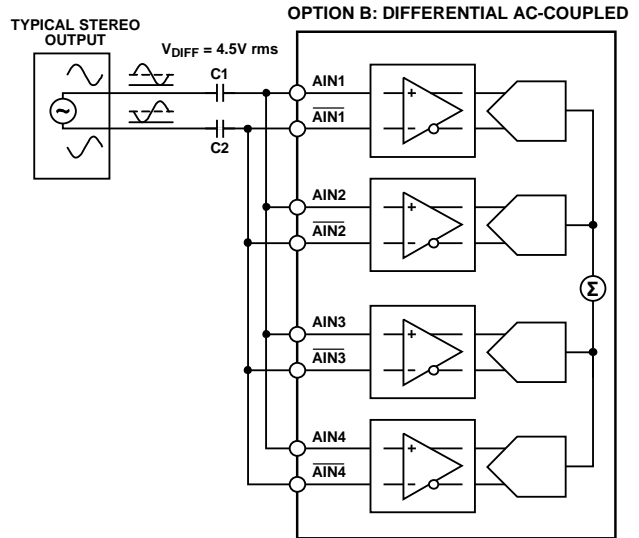 OPTION B: DIFFERENTIAL AC-COUPLED
TYPICAL STEREO
OUTPUT
VDIFF = 4.5V rms
C1
C2
~
AIN1
+
AIN1
–
AIN2
+
AIN2
–
Σ
AIN3
+
AIN3
–
AIN4
+
AIN4
–